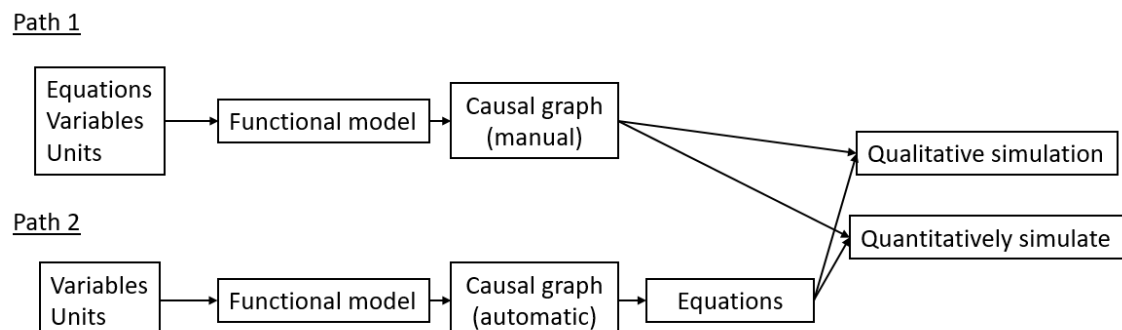 Path 1
Equations
Variables
Units
Functional model
Causal graph
(manual)
Qualitative simulation
Quantitatively simulate
Path 2
Variables
Units
Functional model
Causal graph
(automatic)
Equations